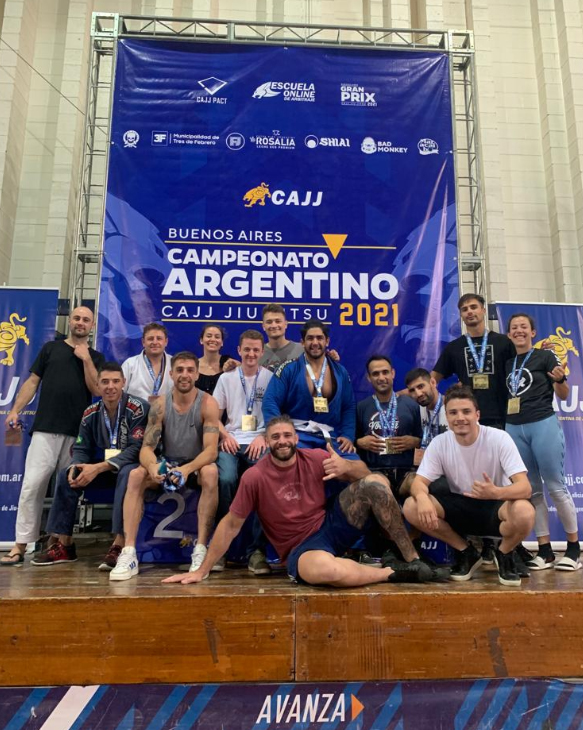 CAJJ PACT
ESCUELA
ONLINE
DE ARBITRAJE
GRAN
PRIX
3F Municipalidad de
Tres de Febrero
ROSALIA
SHIAI
BAD
MONKEY
CAJJ
BUENOS AIRES
CAMPEONATO
ARGENTINO
CAJJ JIU JITSU 2021
2
CAJJ
AVANZA